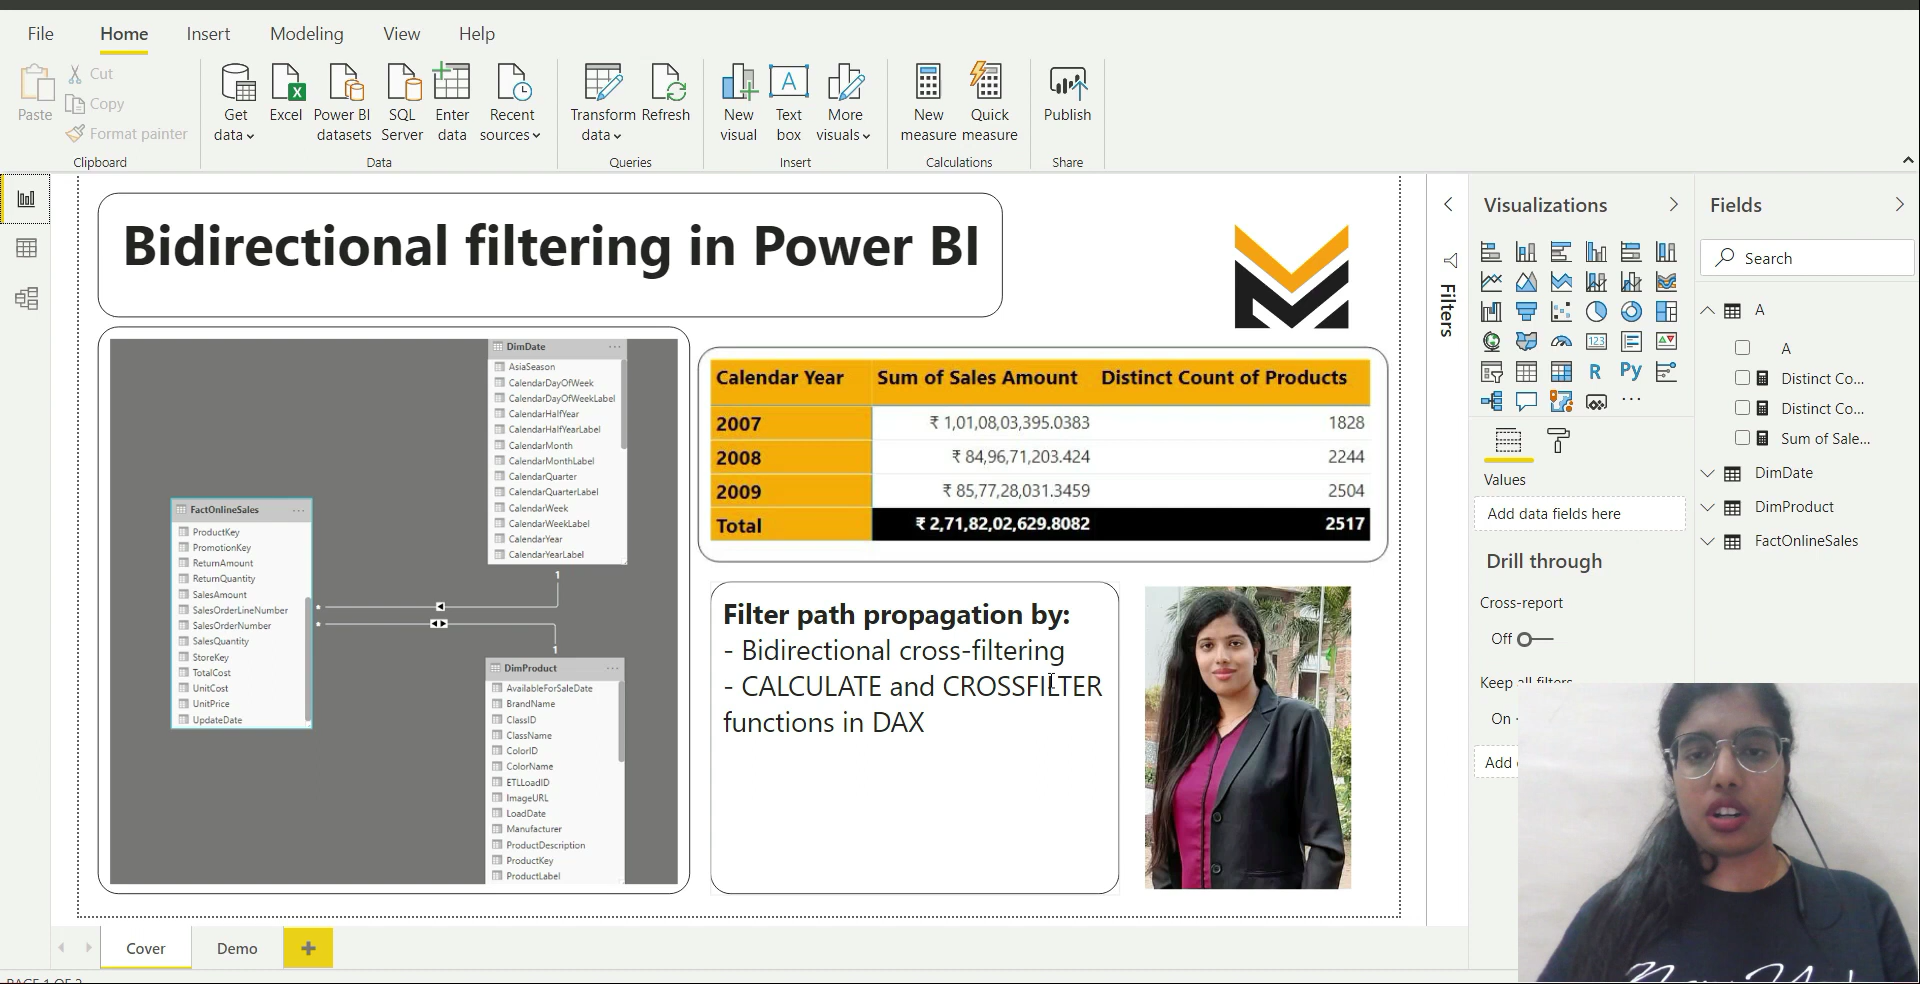 File Home Insert Modeling View Help
Paste Cut
Copy
Format painter
Clipboard
Get data Excel Power BI datasets SQL Server Enter data Recent sources
Data
Transform data Refresh
Queries
New visual Text box More visuals
Insert
New measure Quick measure
Calculations
Publish
Share
Bidirectional filtering in Power BI
DimDate
AsiaSeason
CalendarDayOfWeek
CalendarDayOfWeekLabel
CalendarHalfYear
CalendarHalfYearLabel
CalendarMonth
CalendarMonthLabel
CalendarQuarter
CalendarQuarterLabel
CalendarWeek
CalendarWeekLabel
CalendarYear
CalendarYearLabel
1
FactOnlineSales
ProductKey
PromotionKey
ReturnAmount
ReturnQuantity
SalesAmount
SalesOrderLineNumber
SalesOrderNumber
SalesQuantity
StoreKey
TotalCost
UnitCost
UnitPrice
UpdateDate
* 
*
1
DimProduct
AvailableForSaleDate
BrandName
ClassID
ClassName
ColorID
ColorName
ETLLoadID
ImageURL
LoadDate
Manufacturer
ProductDescription
ProductKey
ProductLabel
Calendar Year Sum of Sales Amount Distinct Count of Products
2007 ₹ 1,01,08,03,395.0383 1828
2008 ₹ 84,96,71,203.424 2244
2009 ₹ 85,77,28,031.3459 2504
Total ₹ 2,71,82,02,629.8082 2517
Filter path propagation by:
- Bidirectional cross-filtering
- CALCULATE and CROSSFILTER
functions in DAX
Filters
Visualizations
123
R Py
...
Values
Add data fields here
Drill through
Cross-report
Off
Keep all filters
On
Add
Fields
Search
A
A
Distinct Co...
Distinct Co...
Sum of Sale...
DimDate
DimProduct
FactOnlineSales
Cover Demo +
PAGE 1 OF 2